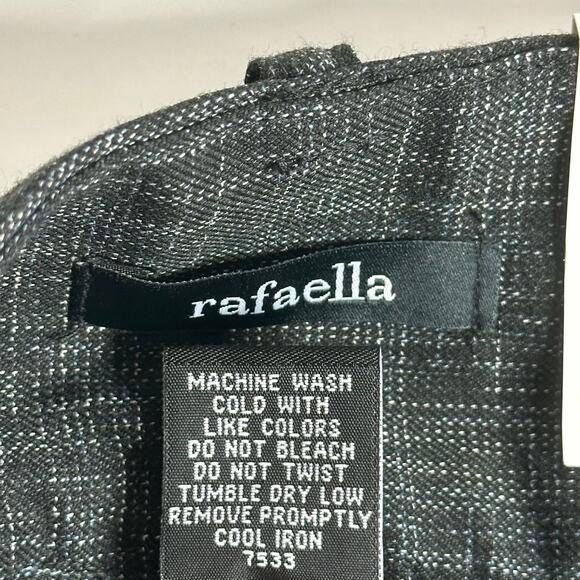 rafaella
MACHINE WASH
COLD WITH
LIKE COLORS
DO NOT BLEACH
DO NOT TWIST
TUMBLE DRY LOW
REMOVE PROMPTLY
COOL IRON
7533